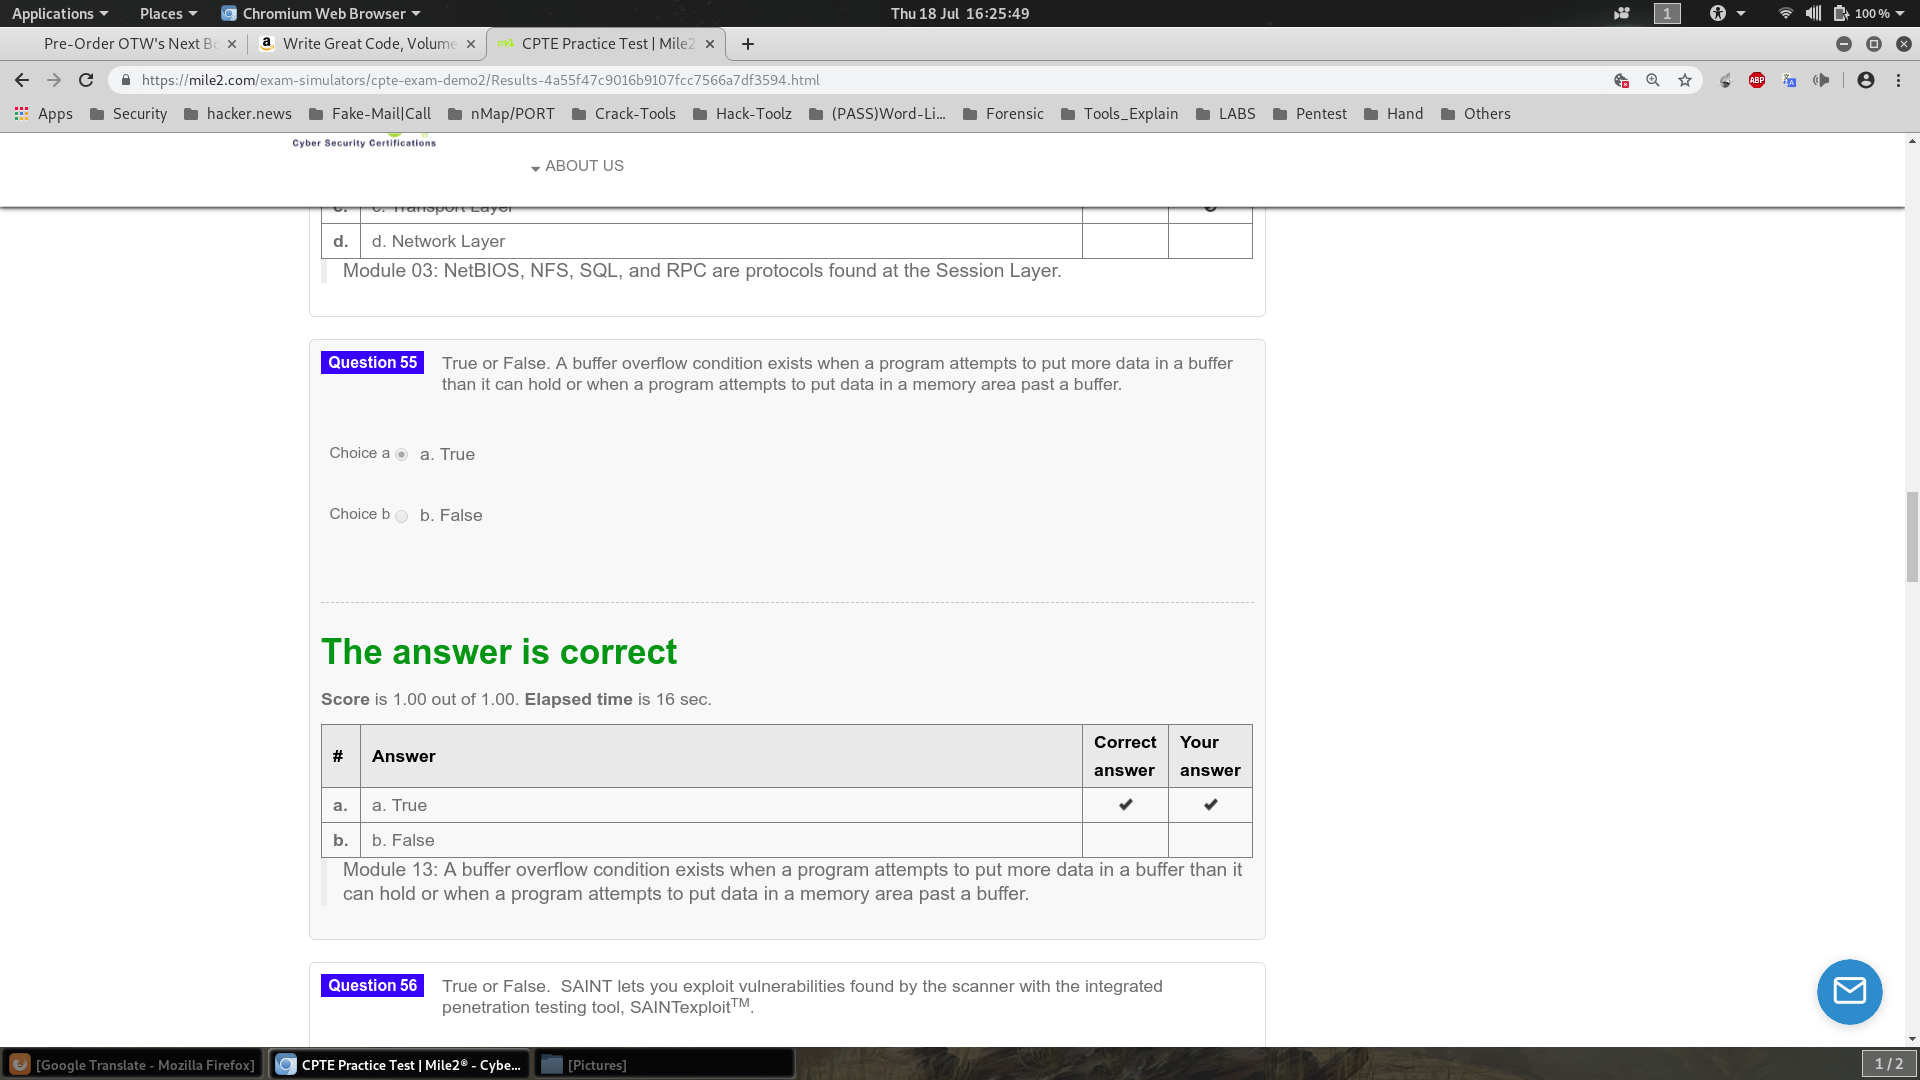 Applications Places Chromium Web Browser Thu 18 Jul 16:25:49 1 100 %
Pre-Order OTW's Next Bo Write Great Code, Volume CPTE Practice Test | Mile2
https://mile2.com/exam-simulators/cpte-exam-demo2/Results-4a55f47c9016b9107fcc7566a7df3594.html ABP
Apps Security hacker.news Fake-Mail|Call nMap/PORT Crack-Tools Hack-Toolz (PASS)Word-Li... Forensic Tools_Explain LABS Pentest Hand Others
Cyber Security Certifications
ABOUT US
c. c. Transport Layer
d. d. Network Layer
Module 03: NetBIOS, NFS, SQL, and RPC are protocols found at the Session Layer.
Question 55 True or False. A buffer overflow condition exists when a program attempts to put more data in a buffer
than it can hold or when a program attempts to put data in a memory area past a buffer.
Choice a a. True
Choice b b. False
The answer is correct
Score is 1.00 out of 1.00. Elapsed time is 16 sec.
# Answer Correct answer Your answer
a. a. True ✔ ✔
b. b. False
Module 13: A buffer overflow condition exists when a program attempts to put more data in a buffer than it
can hold or when a program attempts to put data in a memory area past a buffer.
Question 56 True or False. SAINT lets you exploit vulnerabilities found by the scanner with the integrated
penetration testing tool, SAINTexploitTM.
[Google Translate - Mozilla Firefox] CPTE Practice Test | Mile2® - Cybe... [Pictures] 1 / 2